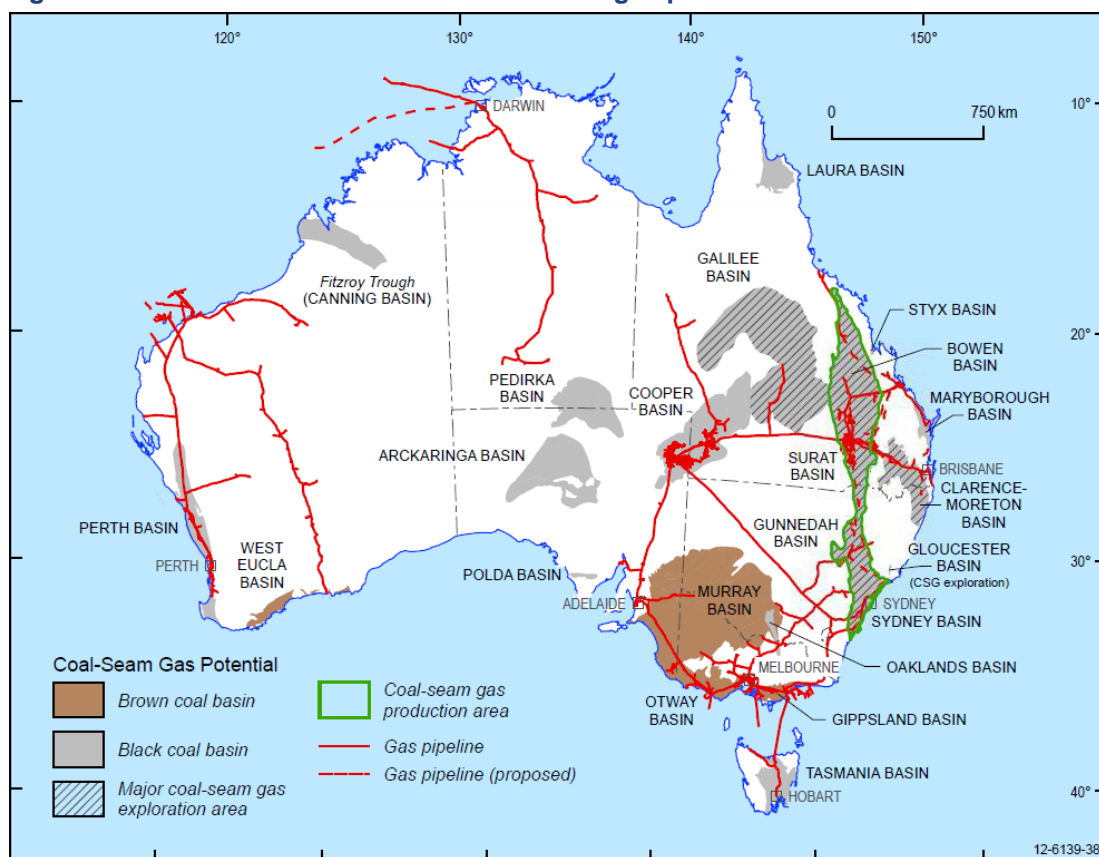 120°
130°
140°
150°
DARWIN
0
750 km
10°
LAURA BASIN
GALILEE
BASIN
Fitzroy Trough
(CANNING BASIN)
STYX BASIN
20°
BOWEN
BASIN
PEDIRKA
BASIN
COOPER
BASIN
MARYBOROUGH
BASIN
ARCKARINGA BASIN
SURAT
BASIN
BRISBANE
CLARENCE-
MORETON
BASIN
PERTH BASIN
GUNNEDAH
BASIN
WEST
EUCLA
BASIN
PERTH
GLOUCESTER
BASIN
(CSG exploration)
30°
POLDA BASIN
MURRAY
BASIN
ADELAIDE
SYDNEY
SYDNEY BASIN
MELBOURNE
OAKLANDS BASIN
OTWAY
BASIN
GIPPSLAND BASIN
TASMANIA BASIN
HOBART
40°
Coal-Seam Gas Potential
Brown coal basin
Black coal basin
Major coal-seam gas
exploration area
Coal-seam gas
production area
Gas pipeline
Gas pipeline (proposed)
12-6139-38